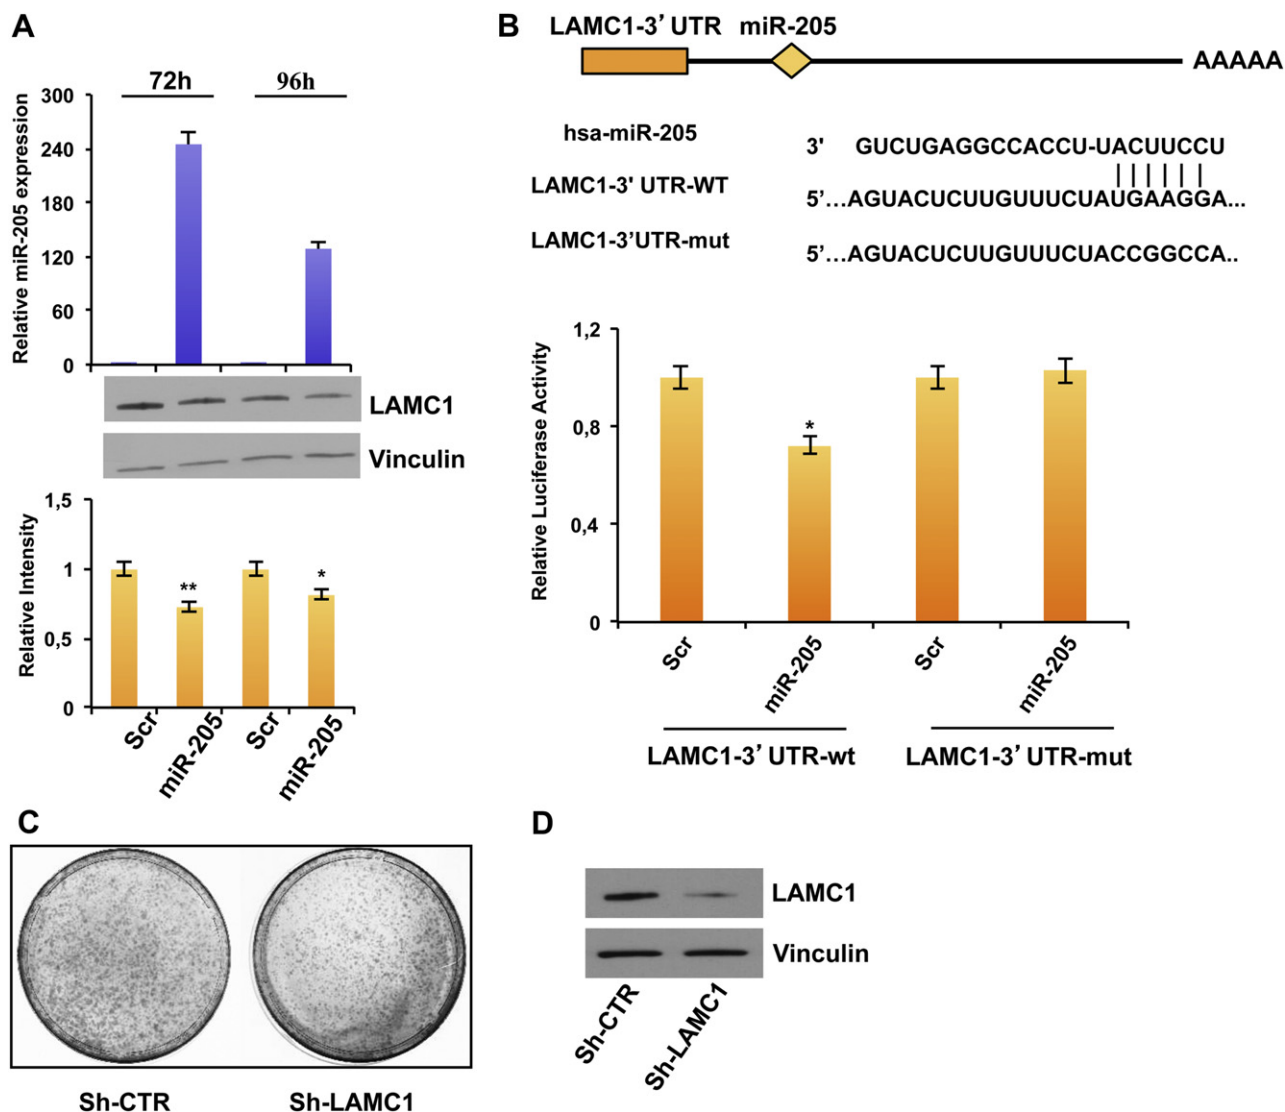 A
72h 96h
300
240
180
120
60
0
Relative miR-205 expression
LAMC1
Vinculin
1,5
1
0,5
0
Relative Intensity
**
*
Scr
miR-205
Scr
miR-205
B
LAMC1-3’ UTR miR-205
AAAAA
hsa-miR-205
3' GUCUGAGGCCACCU-UACUUCCU
LAMC1-3' UTR-WT
5’...AGUACUCUUGUUUCUAUGAAGGA...
LAMC1-3’UTR-mut
5’...AGUACUCUUGUUUCUACCGGCCA..
1,2
0,8
0,4
0
Relative Luciferase Activity
*
Scr
miR-205
Scr
miR-205
LAMC1-3’ UTR-wt
LAMC1-3’ UTR-mut
C
Sh-CTR
Sh-LAMC1
D
LAMC1
Vinculin
Sh-CTR
Sh-LAMC1